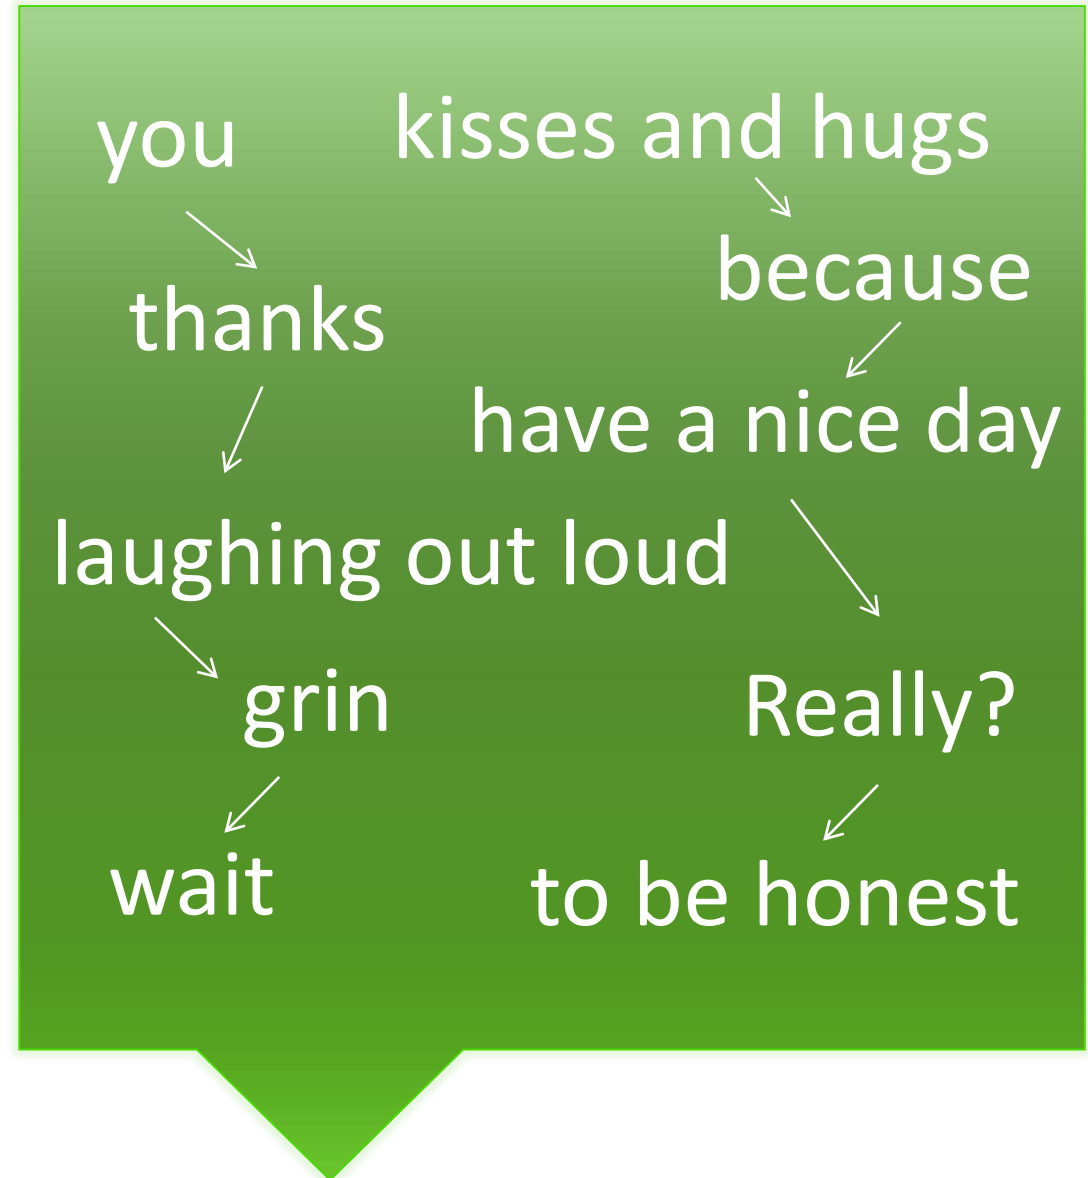 you
thanks
laughing out loud
grin
wait
kisses and hugs
because
have a nice day
Really?
to be honest